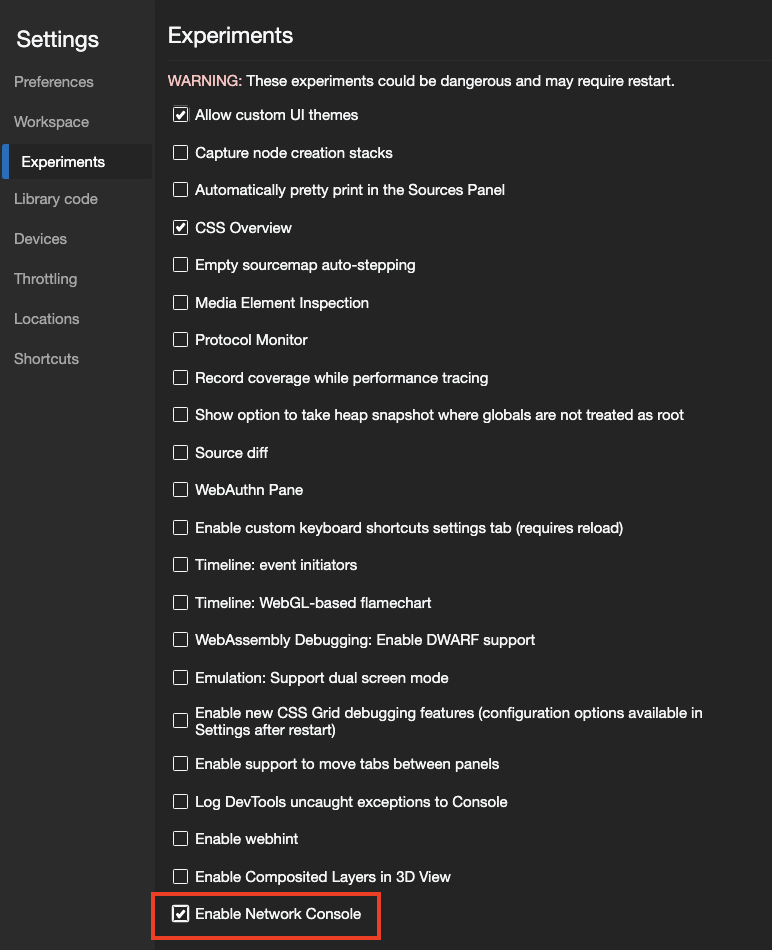 Settings
Preferences
Workspace
Experiments
Library code
Devices
Throttling
Locations
Shortcuts
Experiments
WARNING: These experiments could be dangerous and may require restart.
Allow custom UI themes
Capture node creation stacks
Automatically pretty print in the Sources Panel
CSS Overview
Empty sourcemap auto-stepping
Media Element Inspection
Protocol Monitor
Record coverage while performance tracing
Show option to take heap snapshot where globals are not treated as root
Source diff
WebAuthn Pane
Enable custom keyboard shortcuts settings tab (requires reload)
Timeline: event initiators
Timeline: WebGL-based flamechart
WebAssembly Debugging: Enable DWARF support
Emulation: Support dual screen mode
Enable new CSS Grid debugging features (configuration options available in
Settings after restart)
Enable support to move tabs between panels
Log DevTools uncaught exceptions to Console
Enable webhint
Enable Composited Layers in 3D View
Enable Network Console